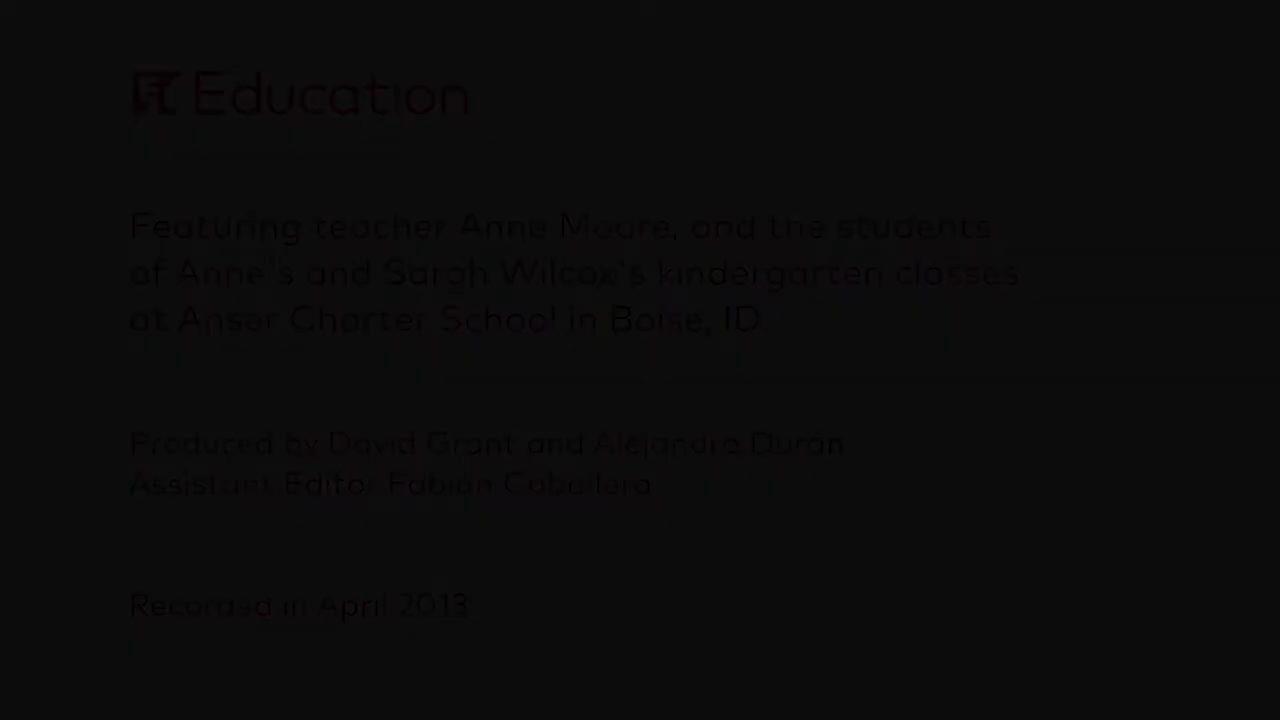 EL Education
Featuring teacher Anne Moore, and the students
of Anne's and Sarah Wilcox's kindergarten classes
at Anser Charter School in Boise, ID
Produced by David Grant and Alejandro Duran
Assistant Editor Fabian Caballero
Recorded in April 2013